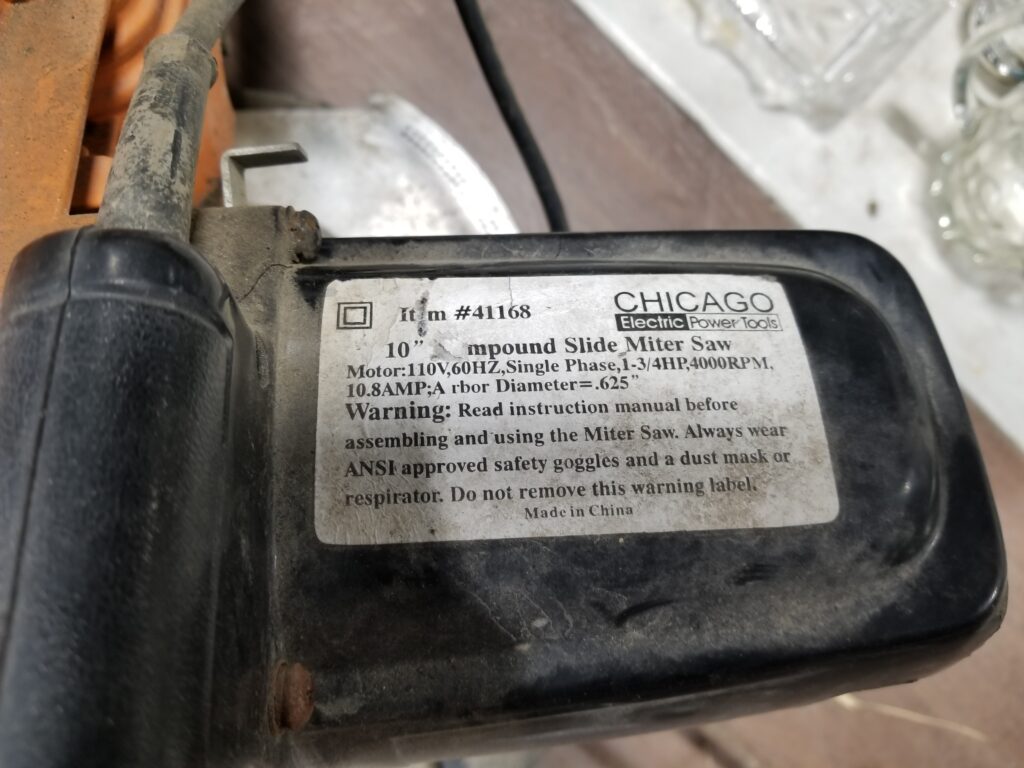 Item #41168
CHICAGO
Electric Power Tools
10" mpound Slide Miter Saw
Motor:110V,60HZ,Single Phase,1-3/4HP,4000RPM,
10.8AMP;A rbor Diameter=.625"
Warning: Read instruction manual before
assembling and using the Miter Saw. Always wear
ANSI approved safety goggles and a dust mask or
respirator. Do not remove this warning label.
Made in China